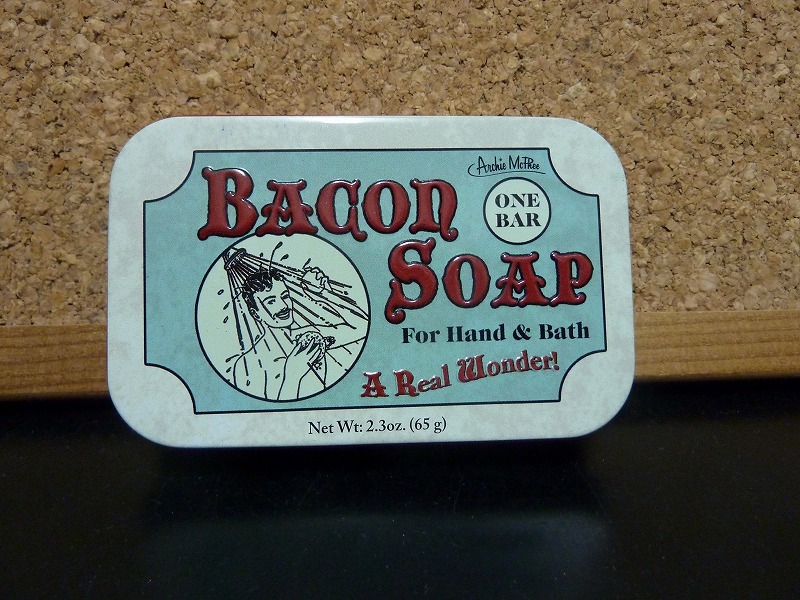 Archie McPhee
BACON
ONE
BAR
SOAP
For Hand & Bath
A Real Wonder!
Net Wt: 2.3oz. (65 g)